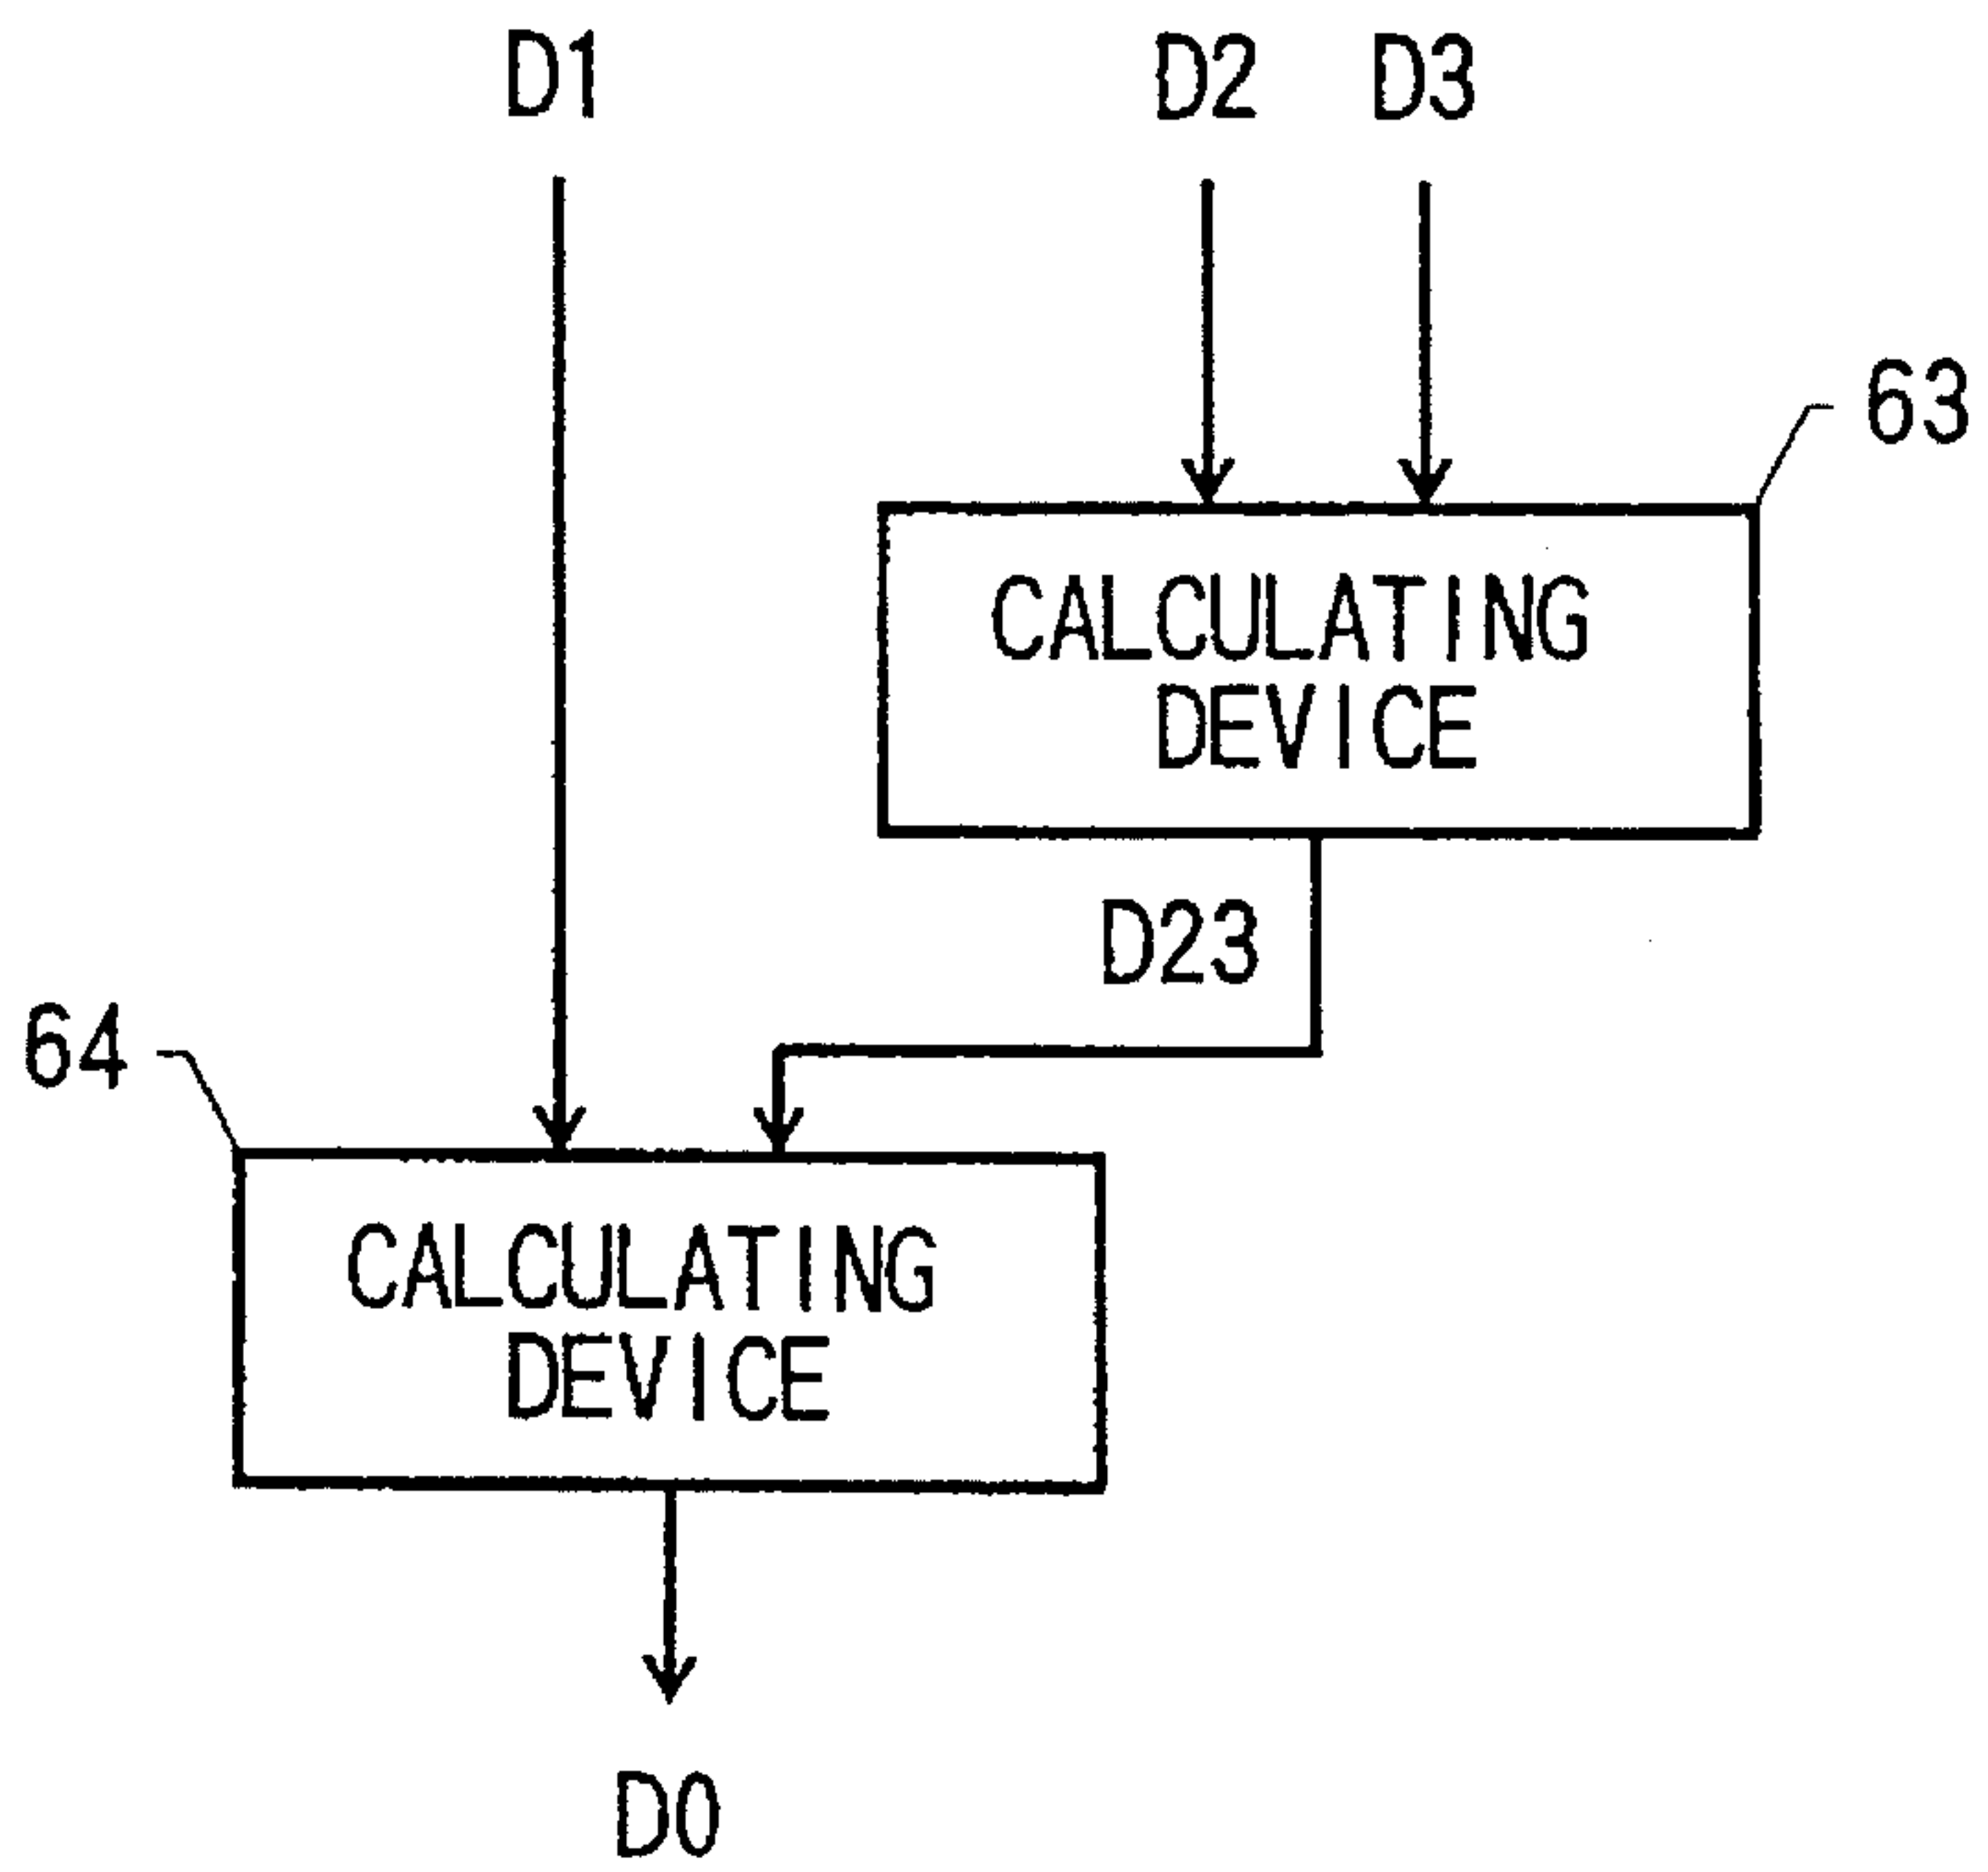 D1
D2
D3
63
CALCULATING
DEVICE
D23
64
CALCULATING
DEVICE
D0